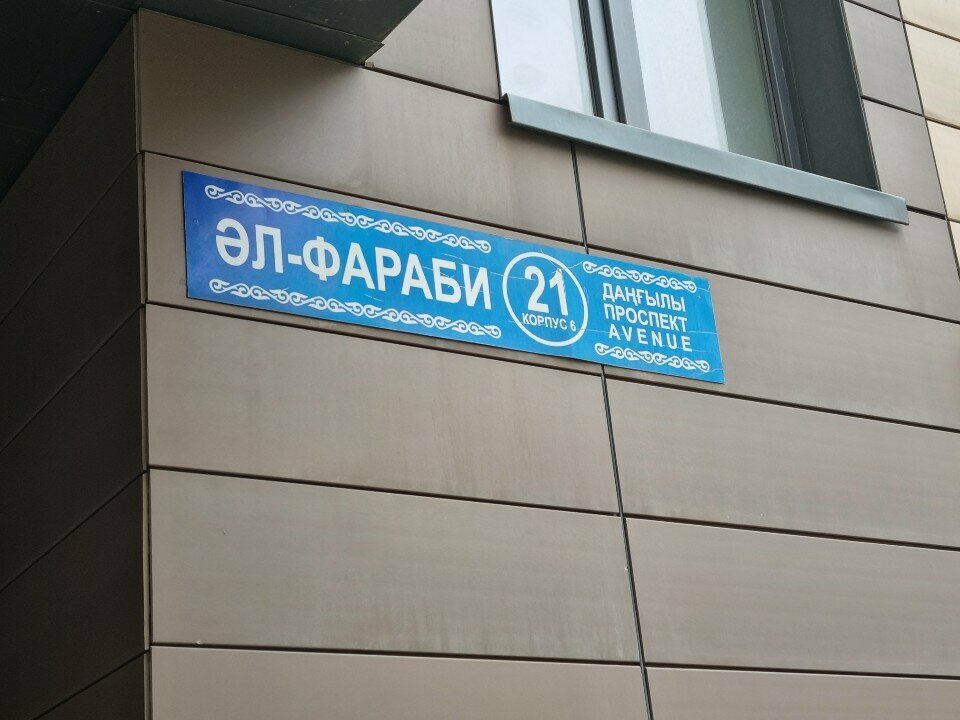 ӘЛ-ФАРАБИ
21
КОРПУС 6
ДАҢҒЫЛЫ
ПРОСПЕКТ
AVENUE